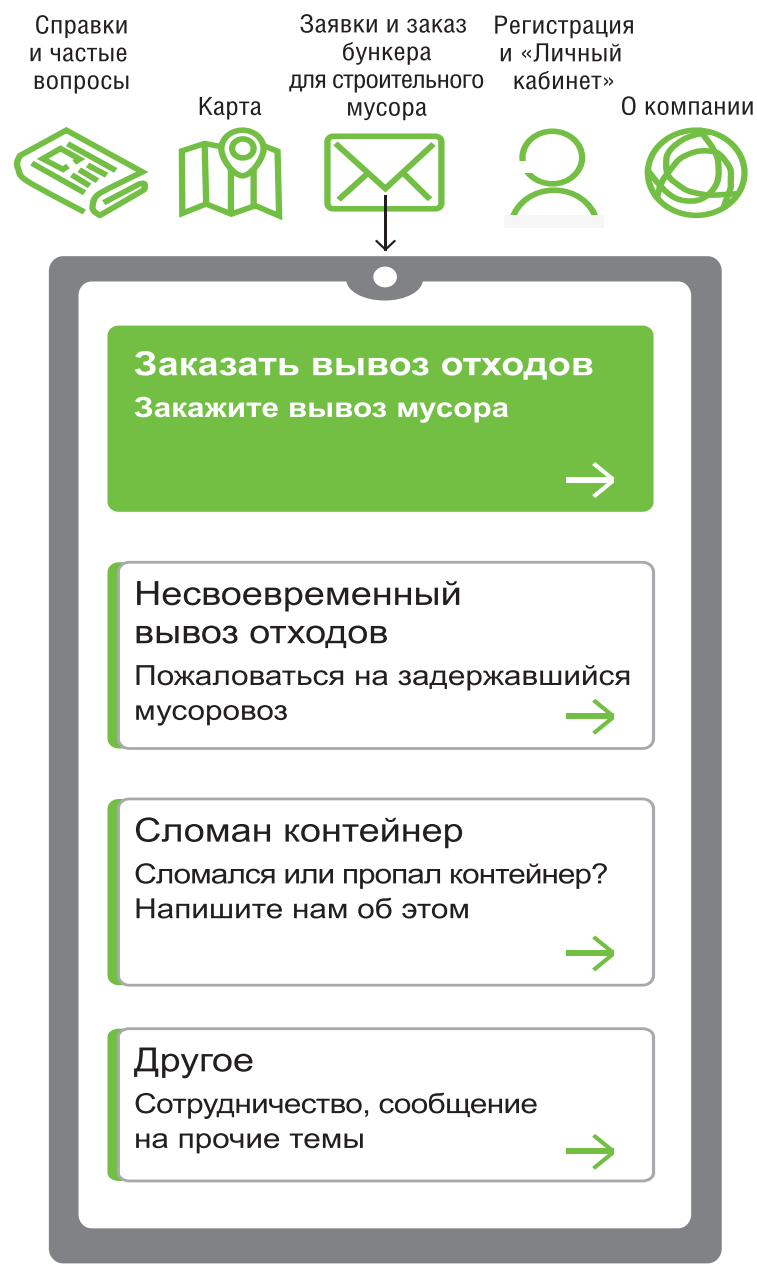 Справки
и частые
вопросы
Карта
Заявки и заказ
бункера
для строительного
мусора
Регистрация
и «Личный
кабинет»
О компании
Заказать вывоз отходов
Закажите вывоз мусора
Несвоевременный
вывоз отходов
Пожаловаться на задержавшийся
мусоровоз
Сломан контейнер
Сломался или пропал контейнер?
Напишите нам об этом
Другое
Сотрудничество, сообщение
на прочие темы